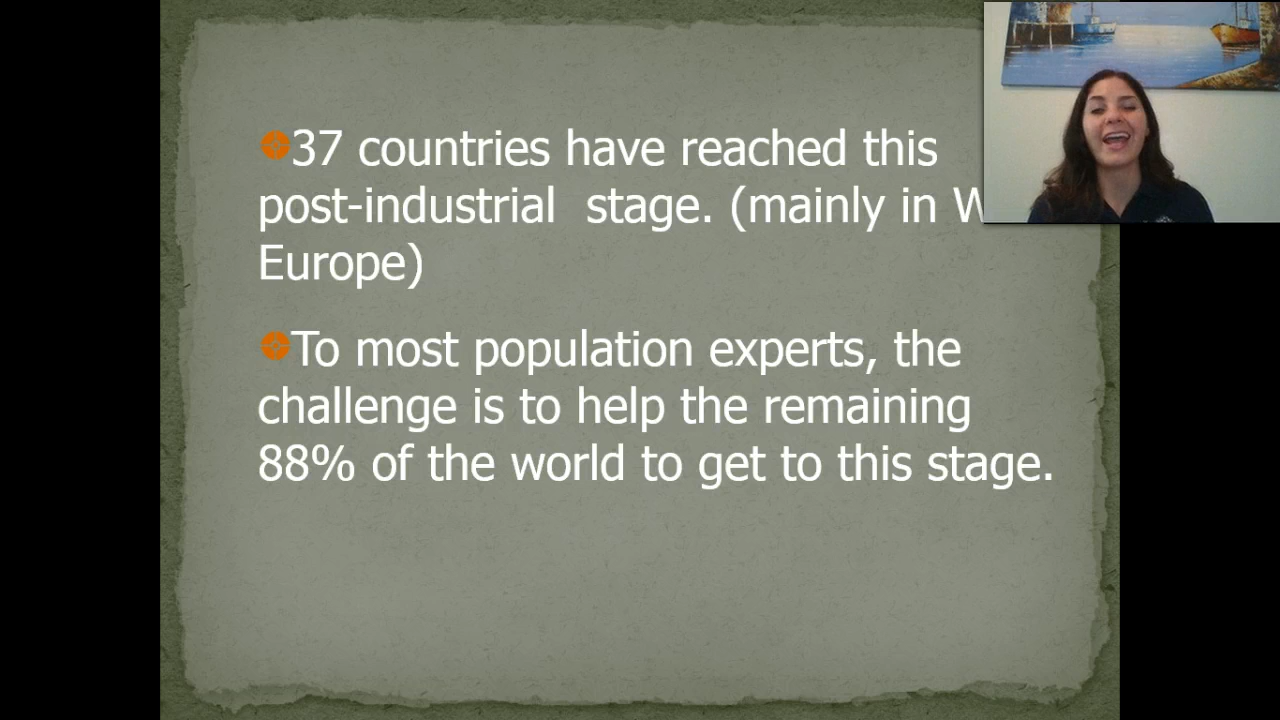 37 countries have reached this
post-industrial  stage. (mainly in
Europe)
To most population experts, the
challenge is to help the remaining
88% of the world to get to this stage.